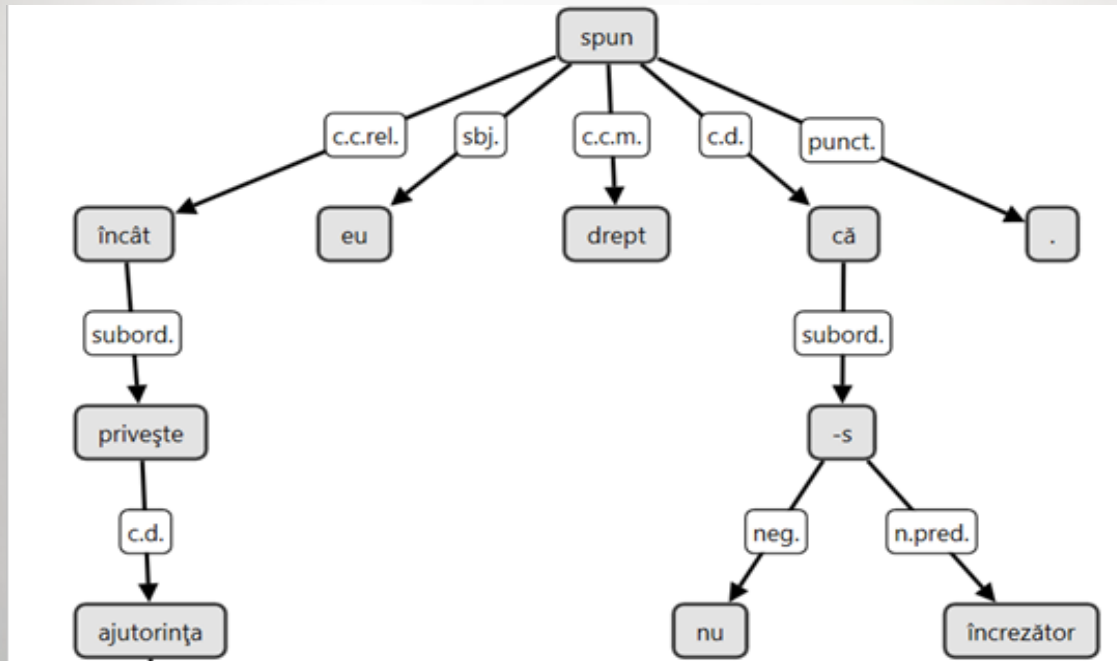 spun
c.c.rel. sbj. c.c.m. c.d. punct.
încât eu drept că .
subord. subord.
priveşte -s
c.d. neg. n.pred.
ajutorinţa nu încrezător